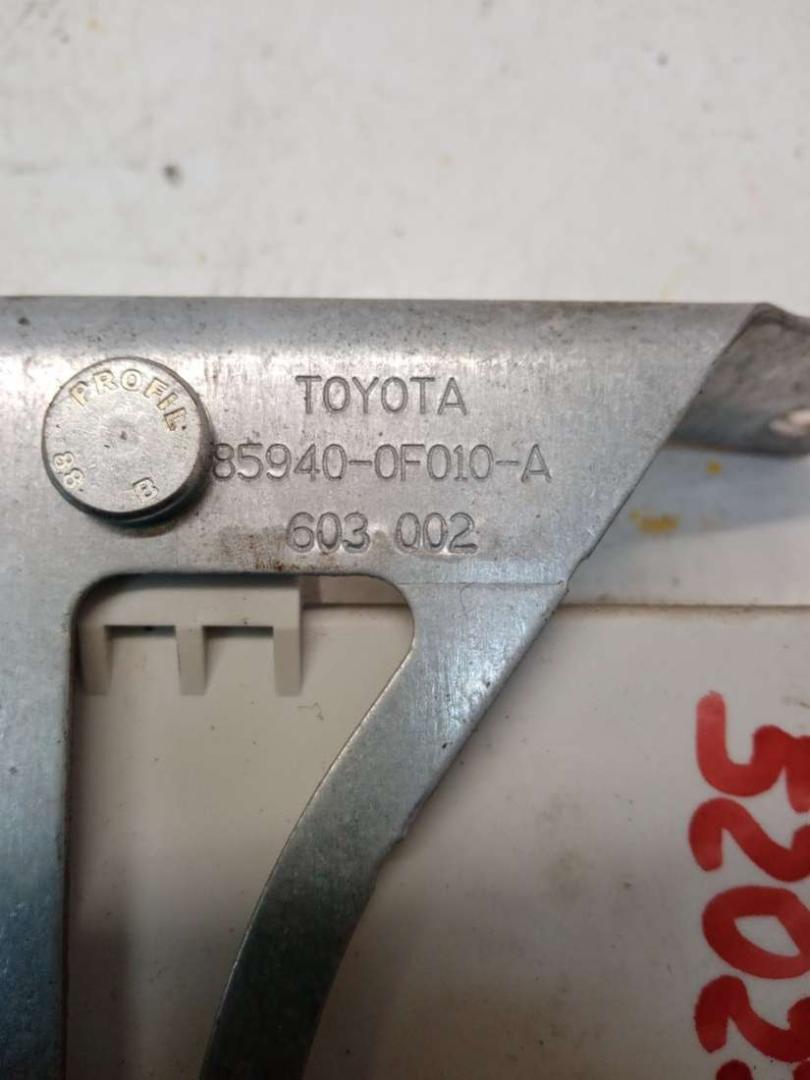 TOYOTA
PROFIL
88 B
85940-0F010-A
603 002